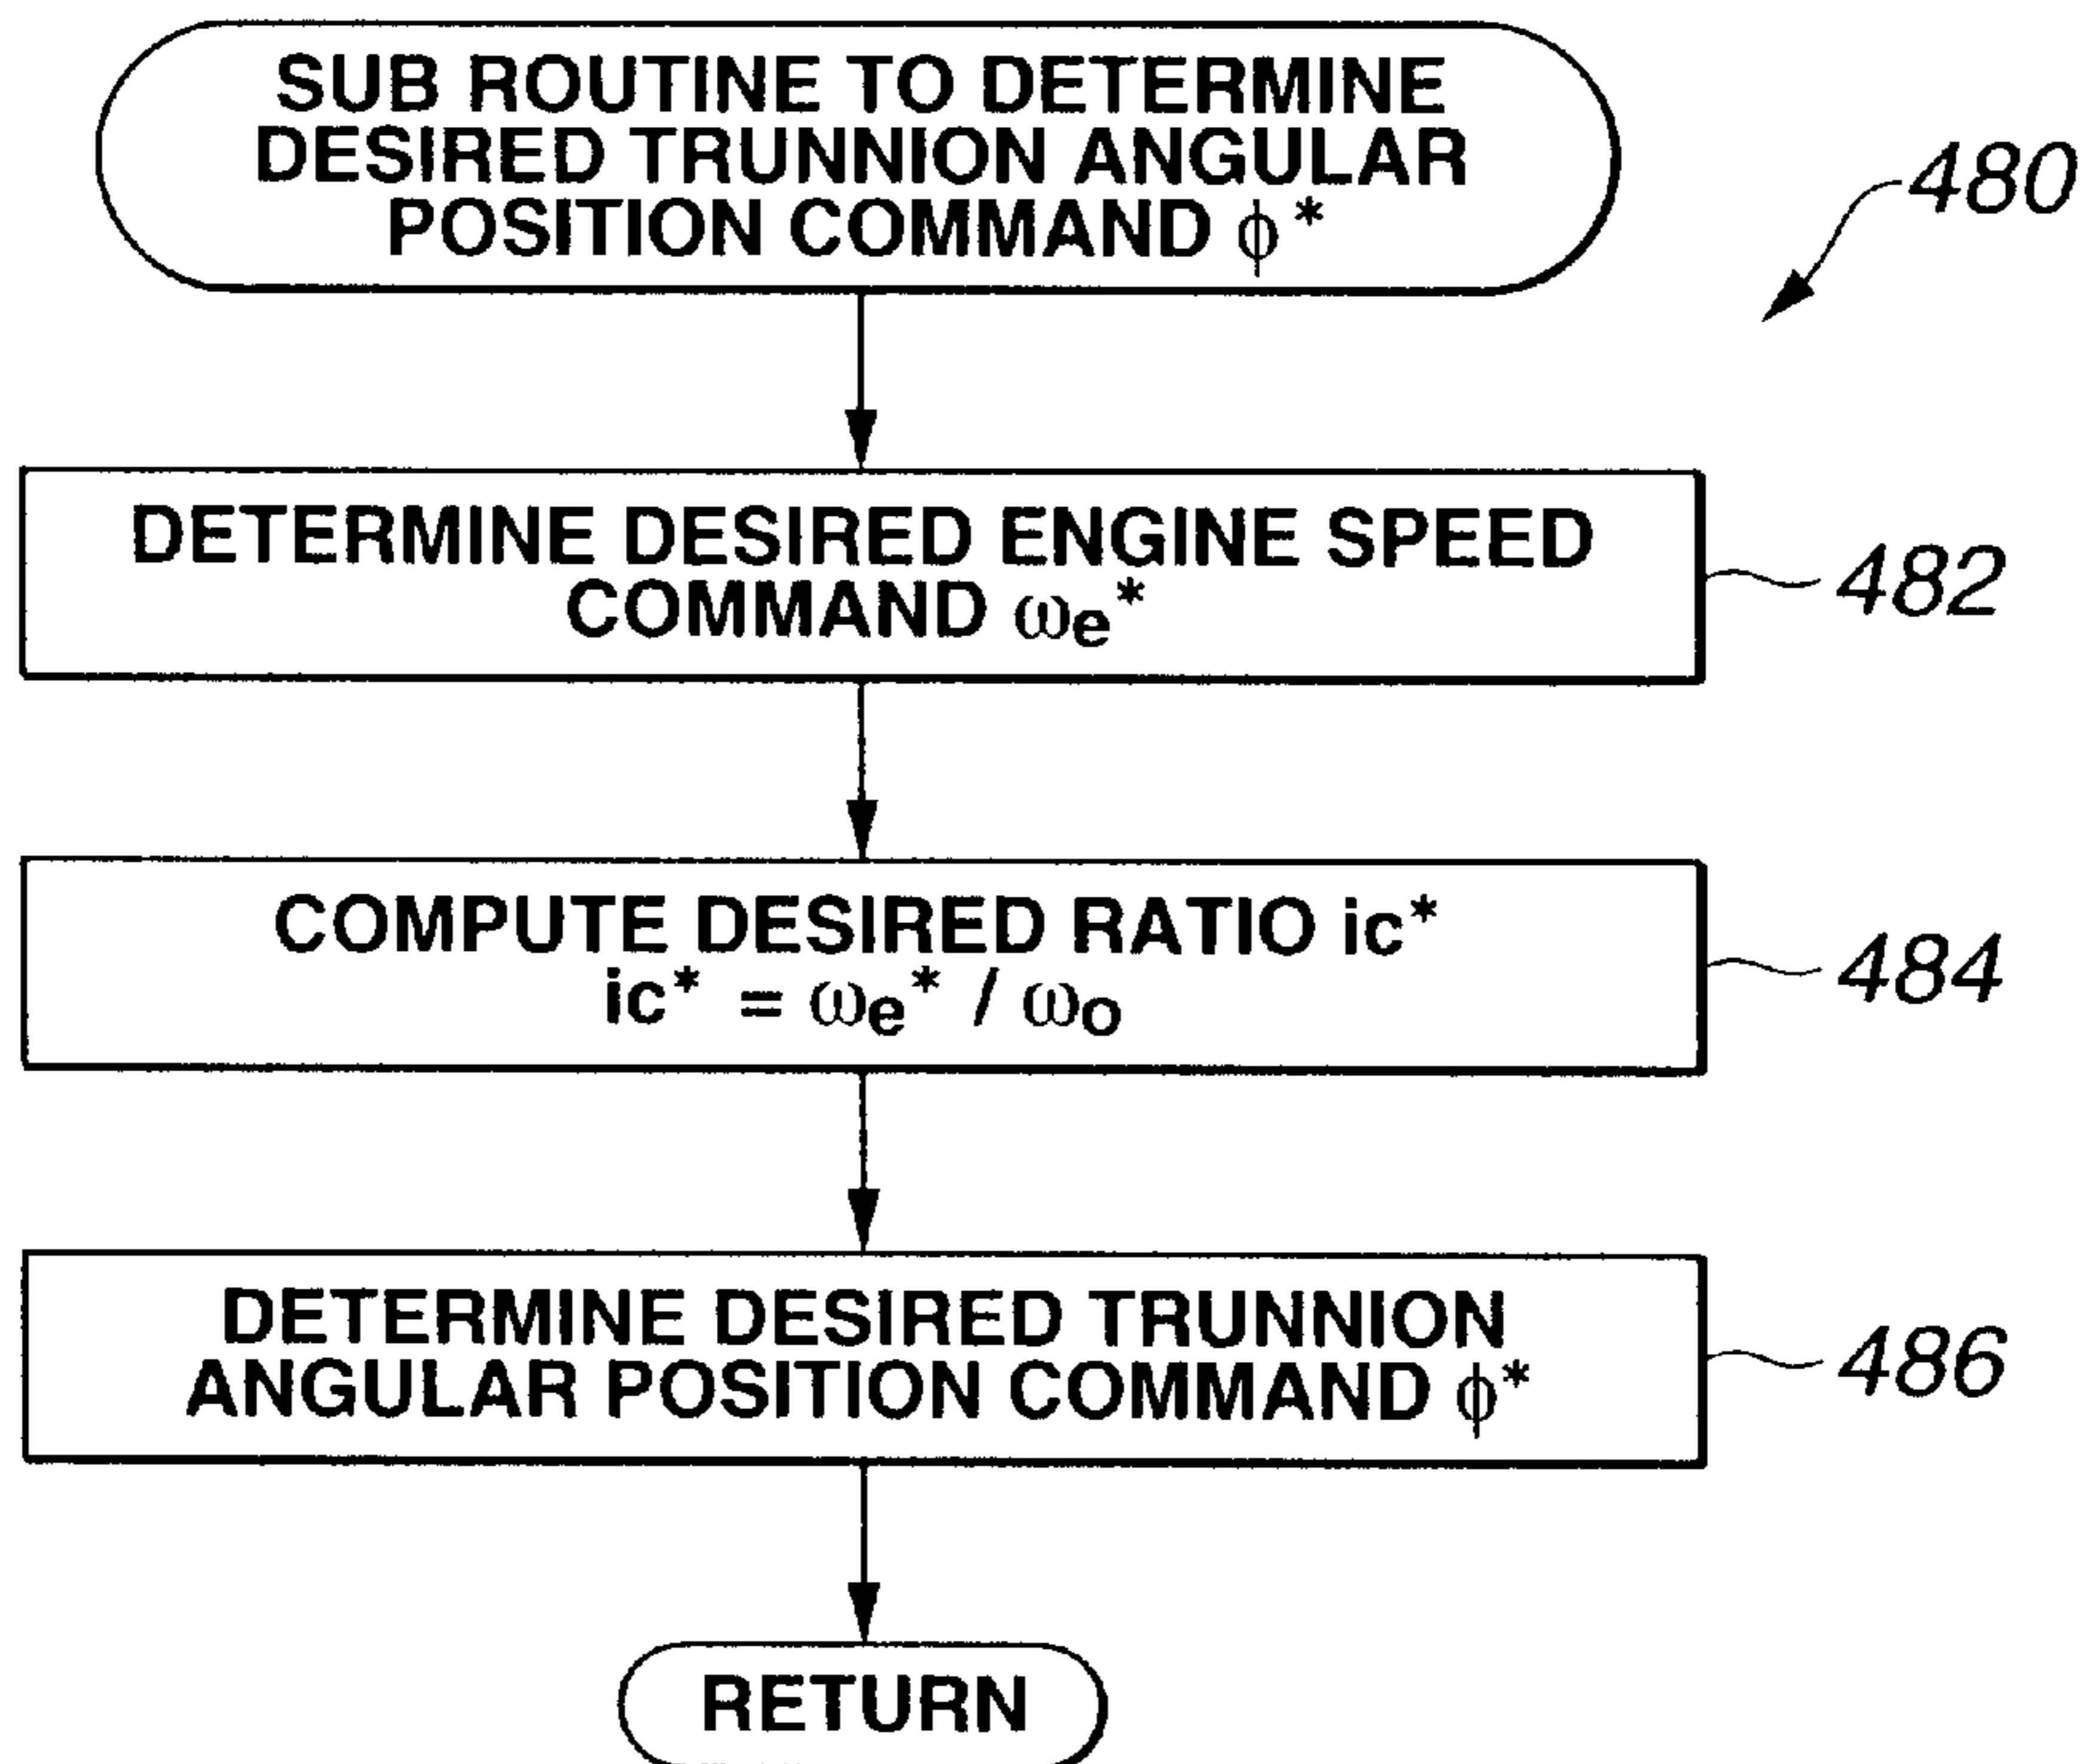 SUB ROUTINE TO DETERMINE
DESIRED TRUNNION ANGULAR
POSITION COMMAND ϕ*
480
DETERMINE DESIRED ENGINE SPEED
COMMAND ωe*
482
COMPUTE DESIRED RATIO ic*
ic* = ωe* / ωo
484
DETERMINE DESIRED TRUNNION
ANGULAR POSITION COMMAND ϕ*
486
RETURN